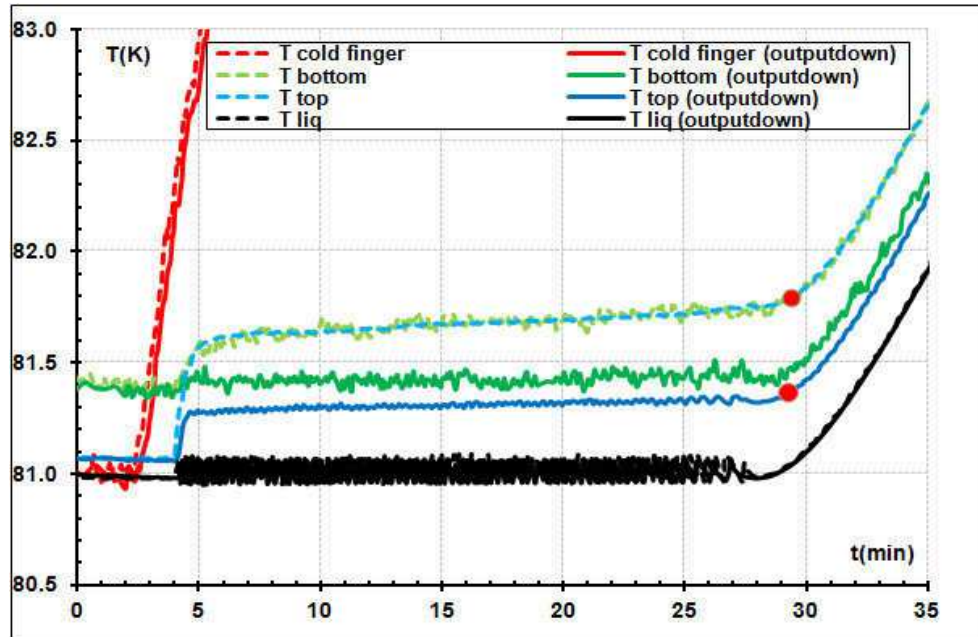 83.0
T(K)
T cold finger
T cold finger (outputdown)
T bottom
T bottom (outputdown)
T top
T top (outputdown)
T liq
T liq (outputdown)
82.5
82.0
81.5
81.0
80.5
t(min)
0 5 10 15 20 25 30 35